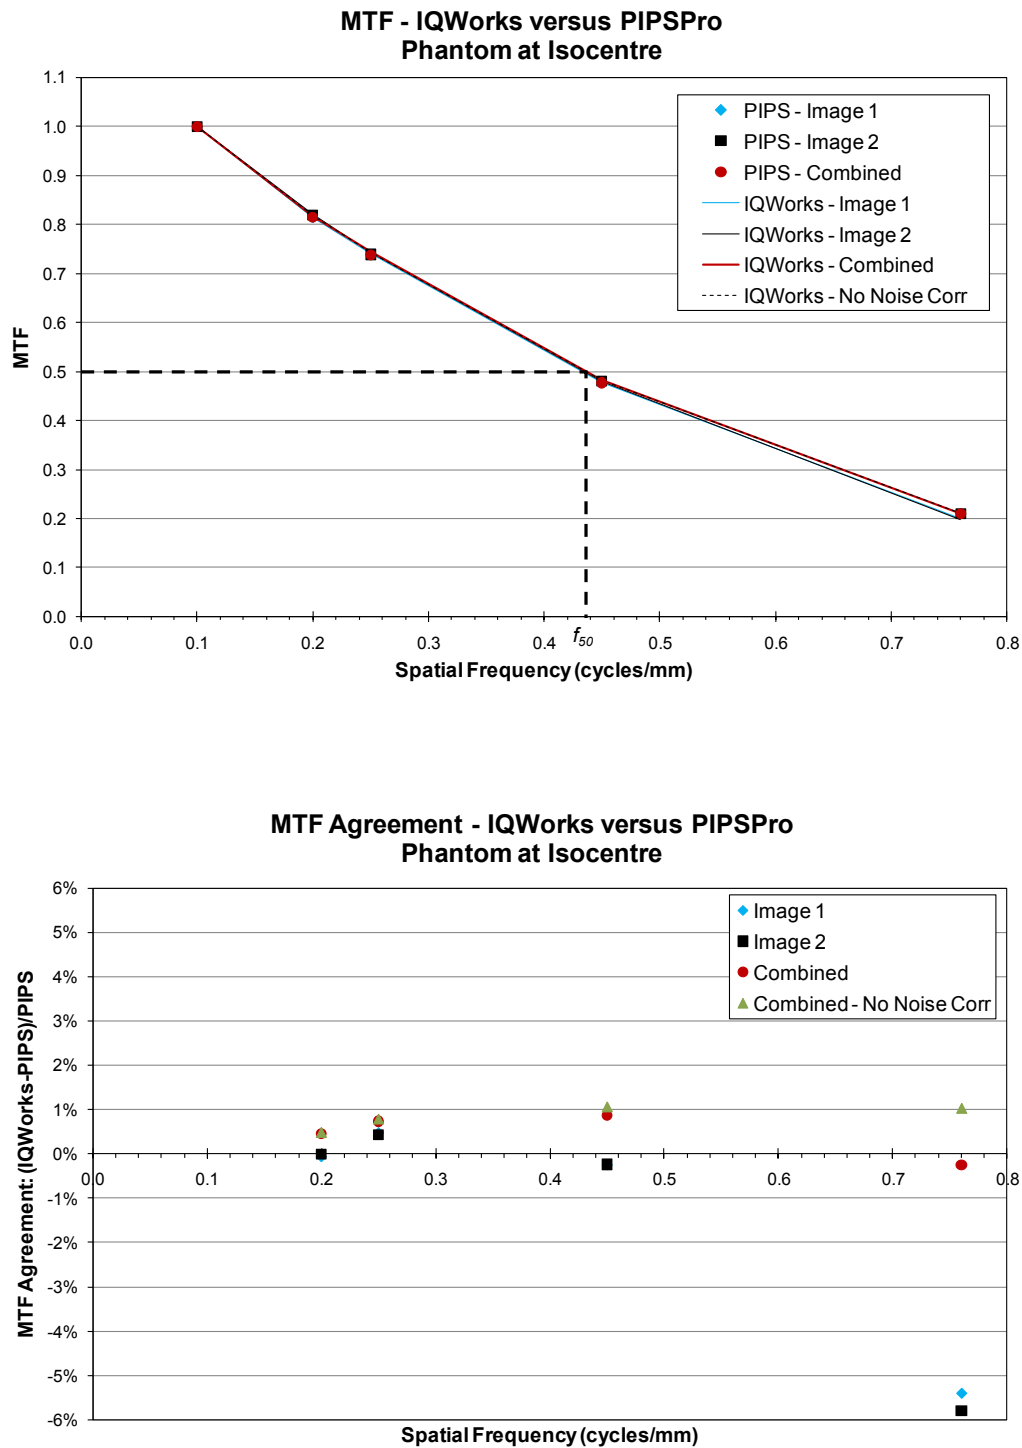 MTF - IQWorks versus PIPSPro
Phantom at Isocentre
1.1
1.0
0.9
0.8
0.7
0.6
0.5
0.4
0.3
0.2
0.1
0.0
MTF
PIPS - Image 1
PIPS - Image 2
PIPS - Combined
IQWorks - Image 1
IQWorks - Image 2
IQWorks - Combined
IQWorks - No Noise Corr
0.0 0.1 0.2 0.3 0.4 f50 0.5 0.6 0.7 0.8
Spatial Frequency (cycles/mm)
MTF Agreement - IQWorks versus PIPSPro
Phantom at Isocentre
6%
5%
4%
3%
2%
1%
0%
-1%
-2%
-3%
-4%
-5%
-6%
MTF Agreement: (IQWorks-PIPS)/PIPS
Image 1
Image 2
Combined
Combined - No Noise Corr
0.0 0.1 0.2 0.3 0.4 0.5 0.6 0.7 0.8
Spatial Frequency (cycles/mm)